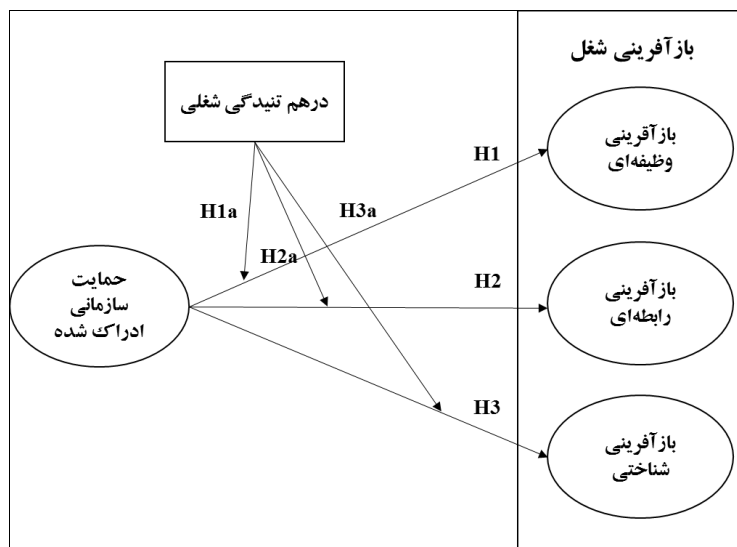 بازآفرینی شغل
درهم تنیدگی شغلی
بازآقرینی
وظیفه‌ای
H1
H1a
H3a
H2a
حمایت
سازمانی
ادراک شده
H2
بازآفرینی
رابطه‌ای
H3
بازآفرینی
شناختی